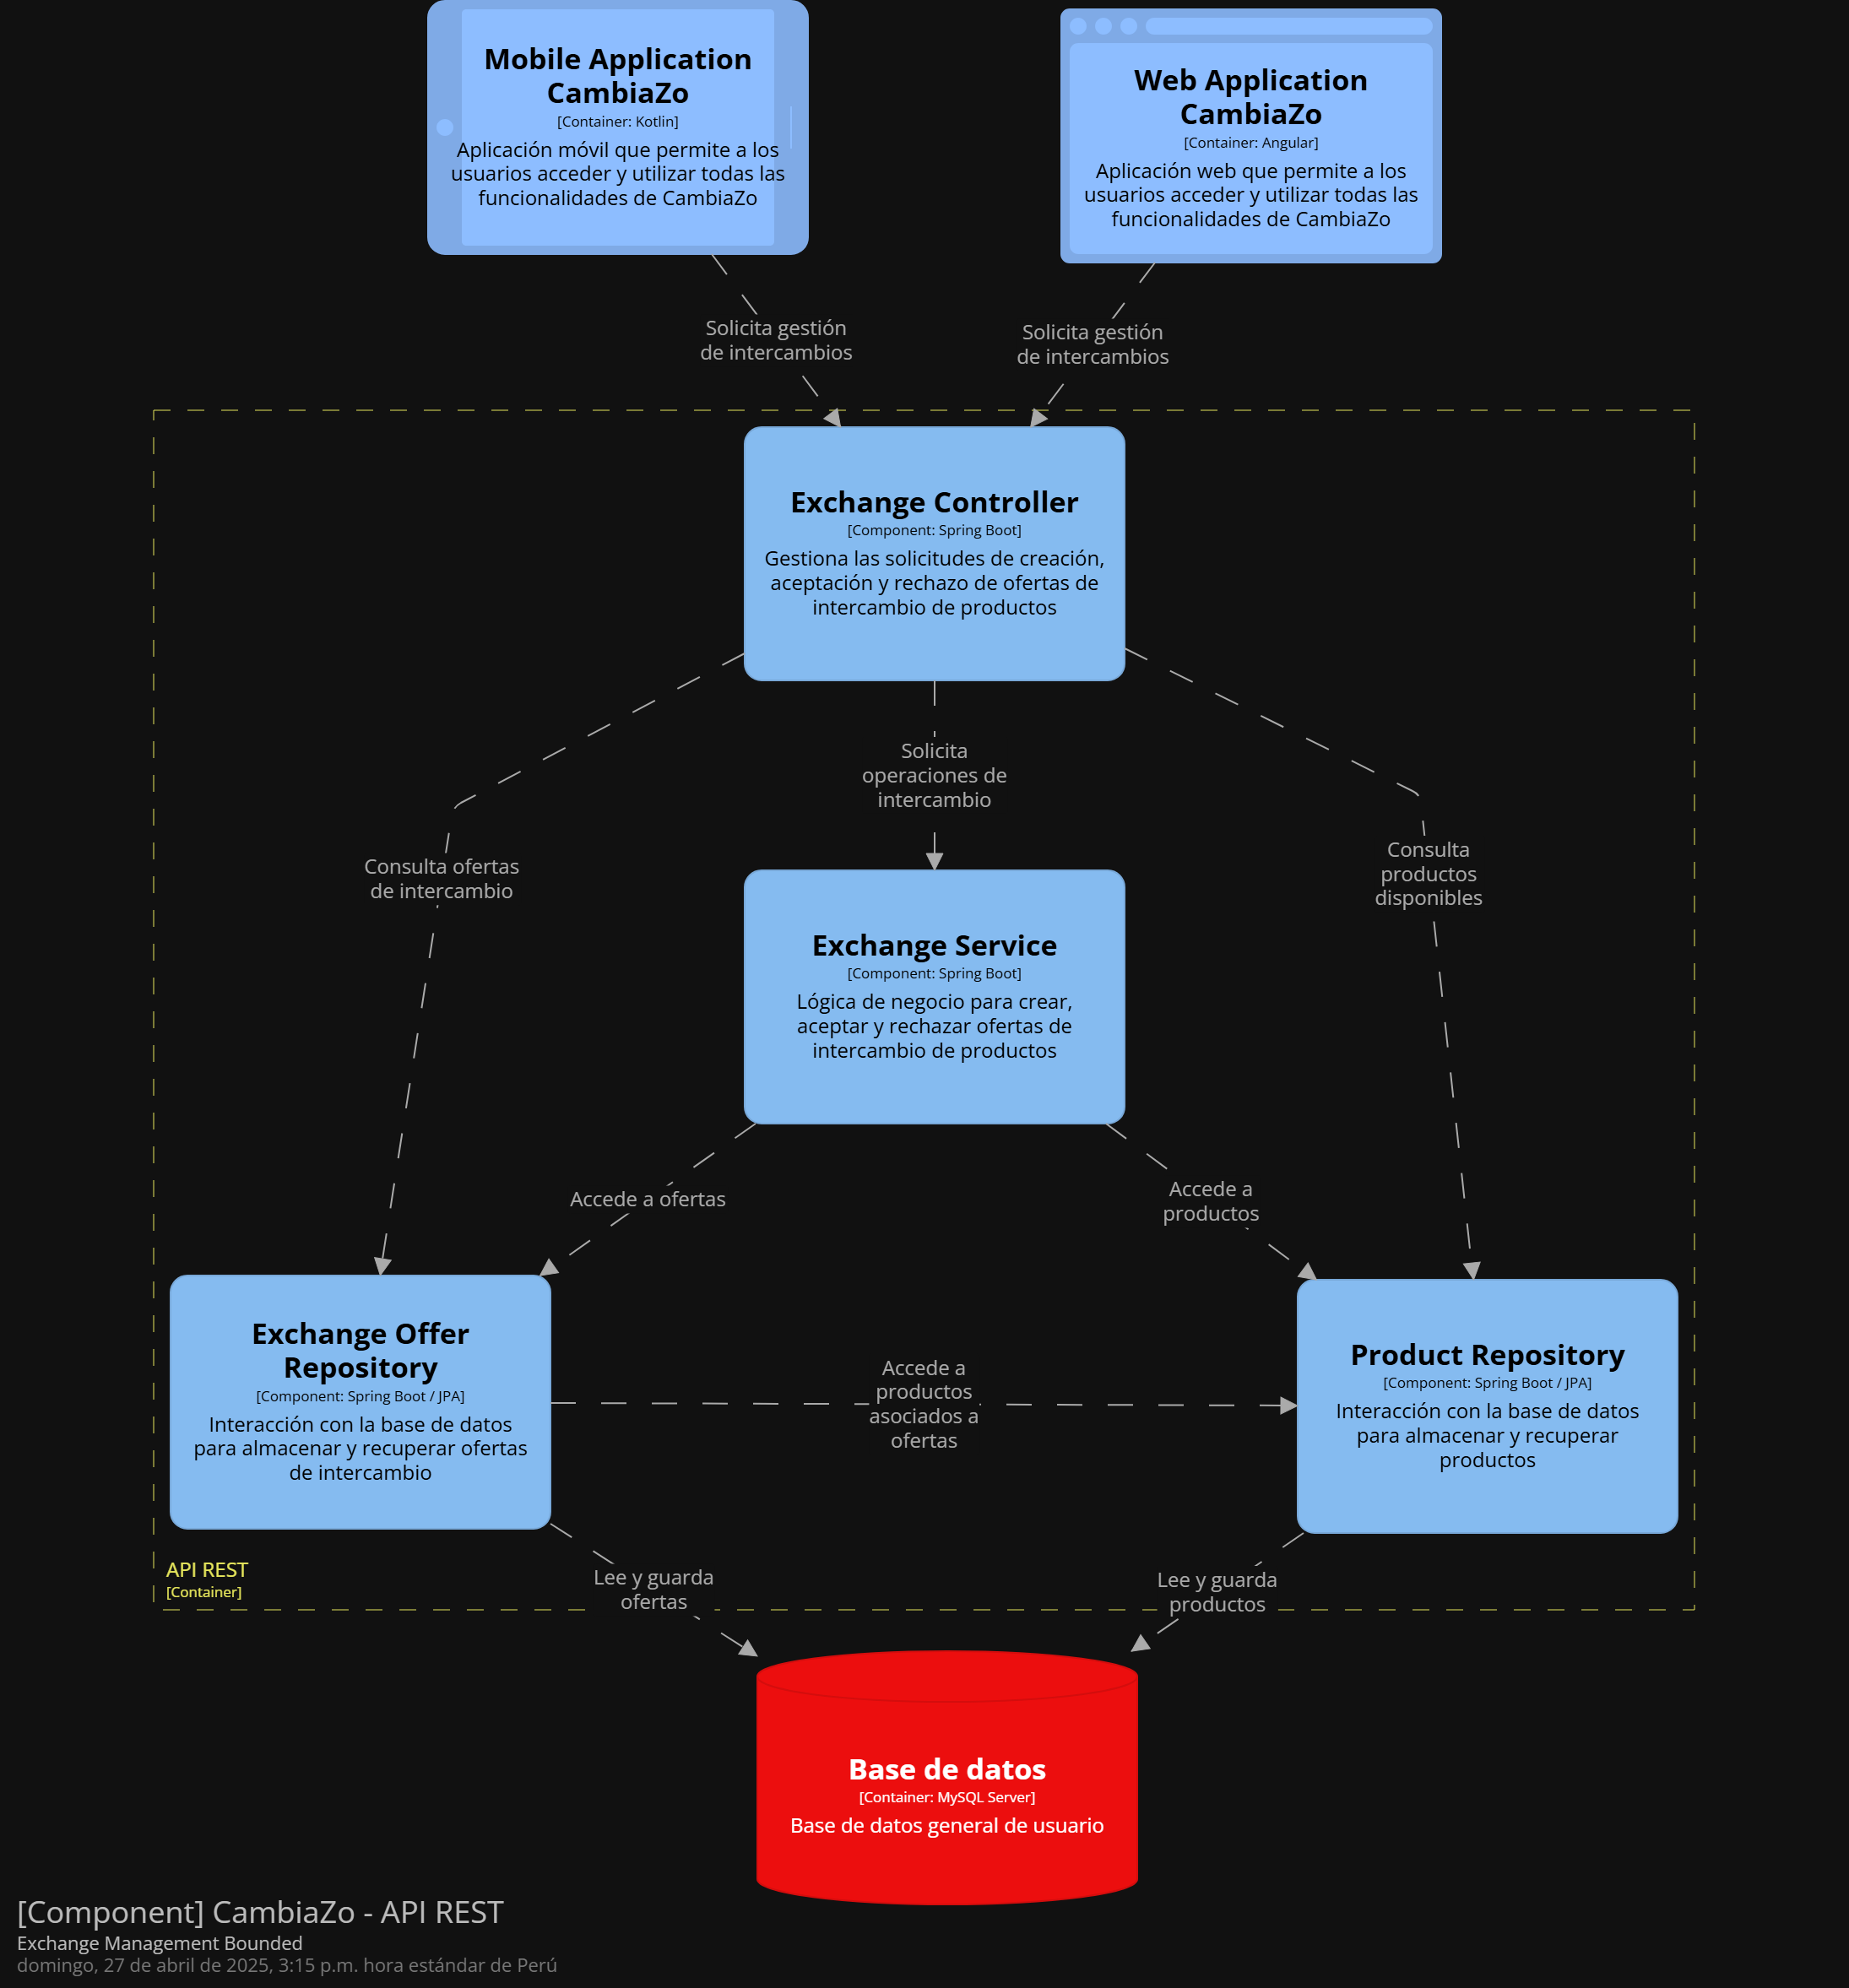 Mobile Application
CambiaZo
[Container: Kotlin]
Aplicación móvil que permite a los
usuarios acceder y utilizar todas las
funcionalidades de CambiaZo
Web Application
CambiaZo
[Container: Angular]
Aplicación web que permite a los
usuarios acceder y utilizar todas las
funcionalidades de CambiaZo
Solicita gestión
de intercambios
Solicita gestión
de intercambios
Exchange Controller
[Component: Spring Boot]
Gestiona las solicitudes de creación,
aceptación y rechazo de ofertas de
intercambio de productos
Solicita
operaciones de
intercambio
Consulta ofertas
de intercambio
Consulta
productos
disponibles
Exchange Service
[Component: Spring Boot]
Lógica de negocio para crear,
aceptar y rechazar ofertas de
intercambio de productos
Accede a ofertas
Accede a
productos
Exchange Offer
Repository
[Component: Spring Boot / JPA]
Interacción con la base de datos
para almacenar y recuperar ofertas
de intercambio
Accede a
productos
asociados a
ofertas
Product Repository
[Component: Spring Boot / JPA]
Interacción con la base de datos
para almacenar y recuperar
productos
API REST
[Container]
Lee y guarda
ofertas
Lee y guarda
productos
Base de datos
[Container: MySQL Server]
Base de datos general de usuario
[Component] CambiaZo - API REST
Exchange Management Bounded
domingo, 27 de abril de 2025, 3:15 p.m. hora estándar de Perú